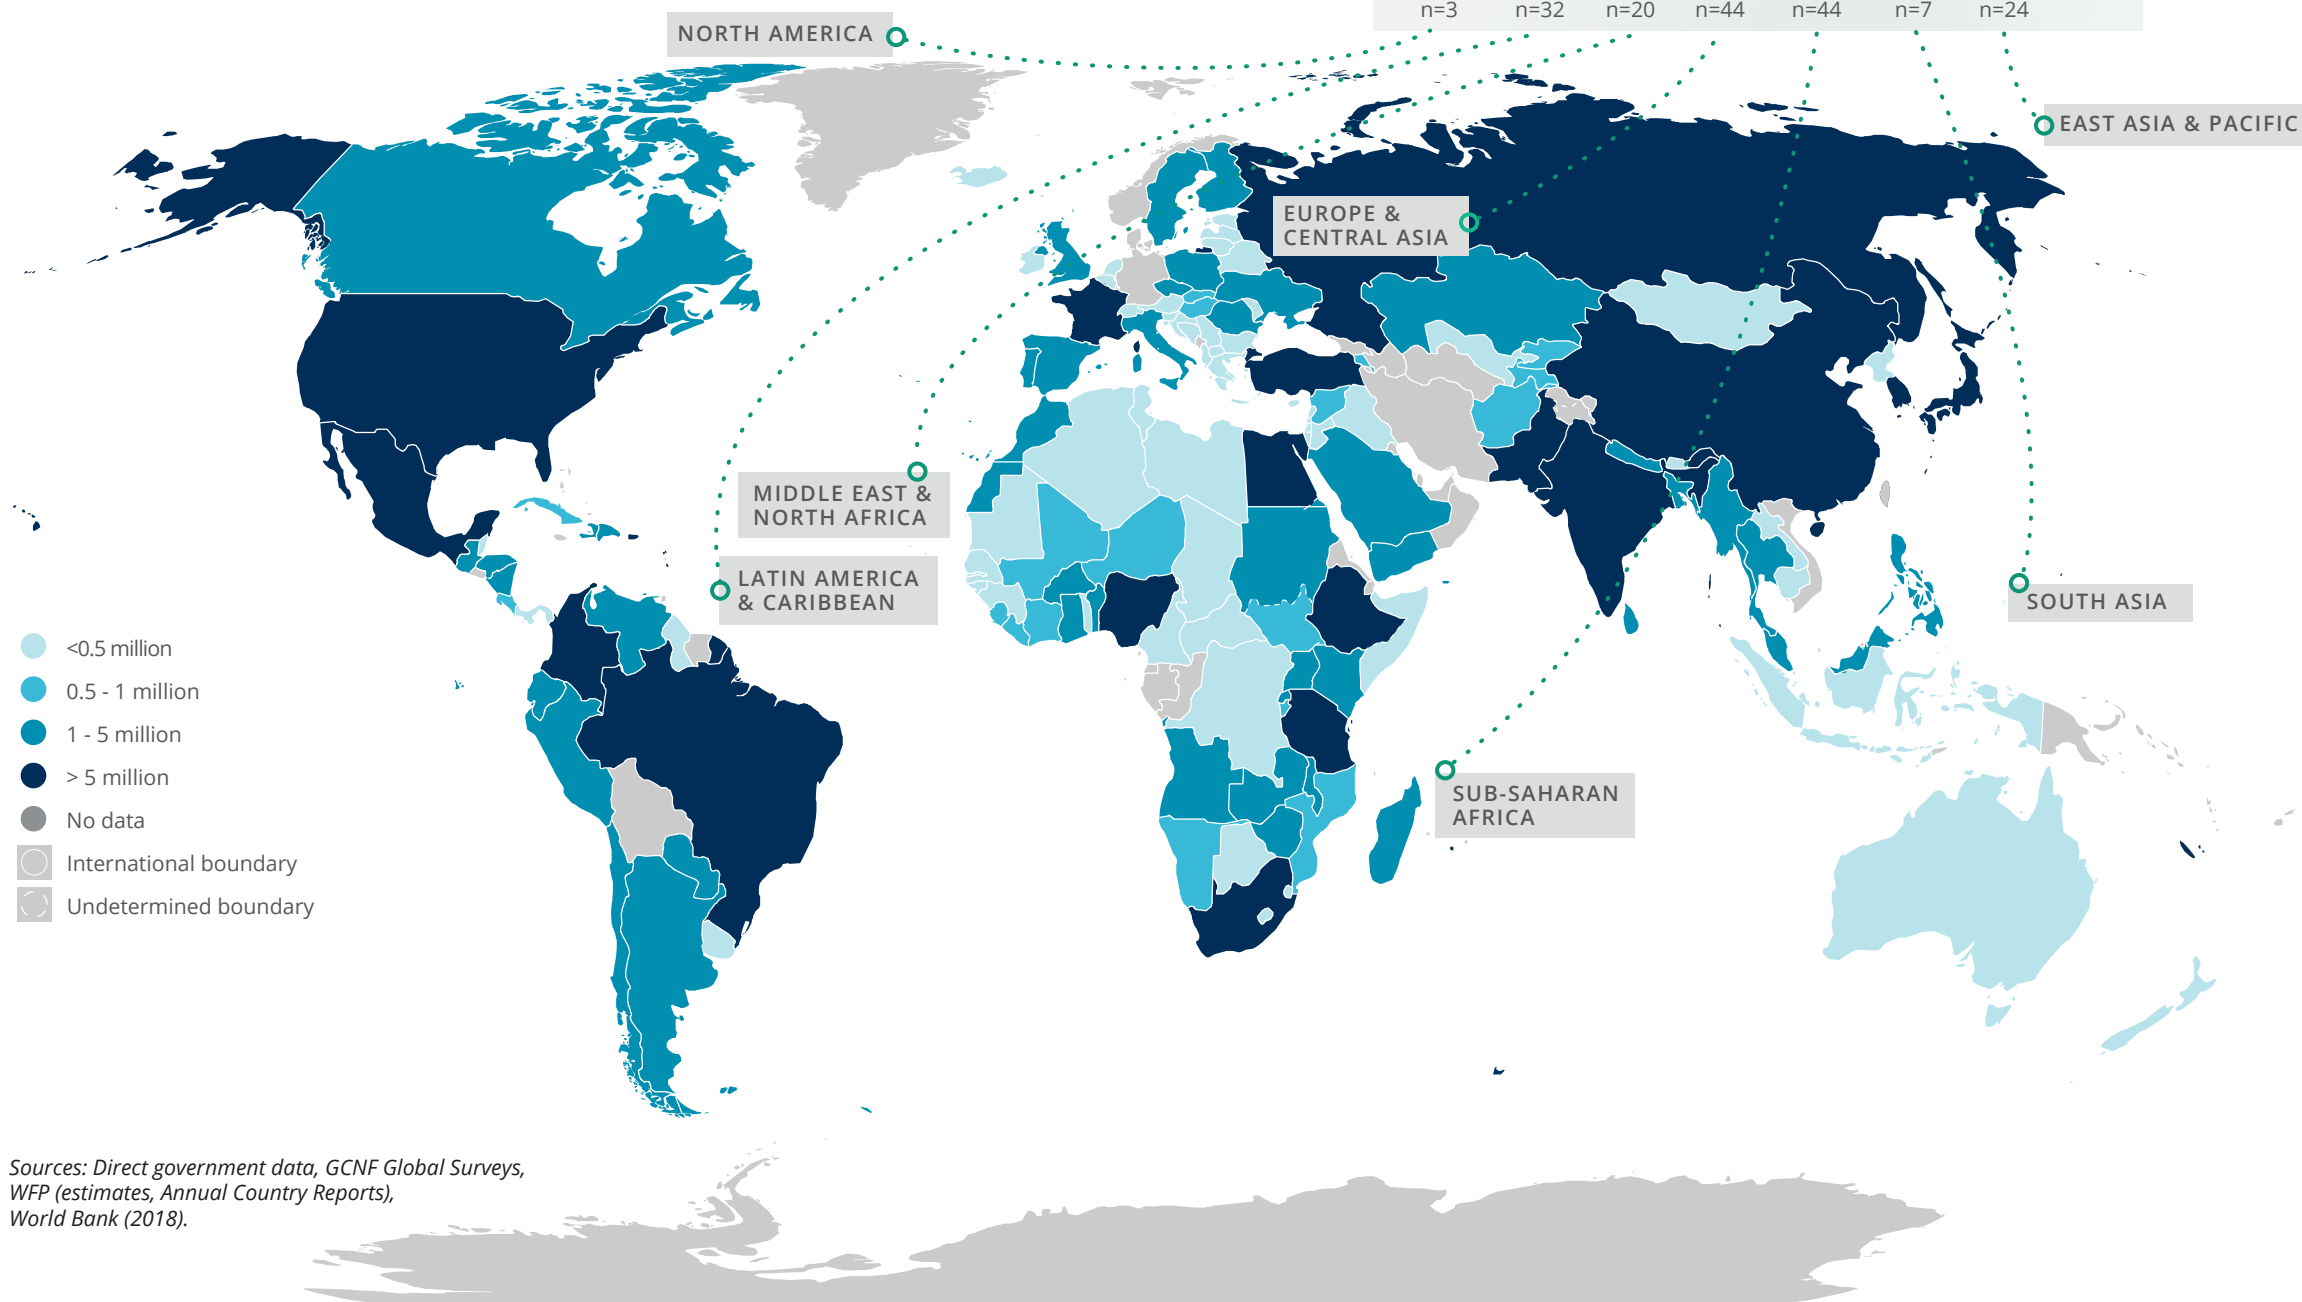 n=3 n=32 n=20 n=44 n=44 n=7 n=24
NORTH AMERICA
EAST ASIA & PACIFIC
EUROPE &
CENTRAL ASIA
MIDDLE EAST &
NORTH AFRICA
LATIN AMERICA
& CARIBBEAN
SOUTH ASIA
SUB-SAHARAN
AFRICA
<0.5 million
0.5 - 1 million
1 - 5 million
> 5 million
No data
International boundary
Undetermined boundary
Sources: Direct government data, GCNF Global Surveys,
WFP (estimates, Annual Country Reports),
World Bank (2018).